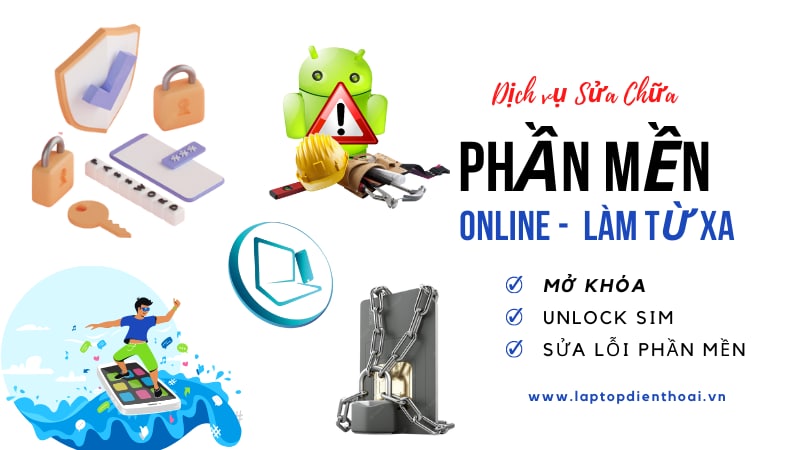 Dịch vụ Sửa Chữa
PHẦN MỀN
ONLINE - LÀM TỪ XA
MỞ KHÓA
UNLOCK SIM
SỬA LỖI PHẦN MỀN
www.laptopdienthoai.vn